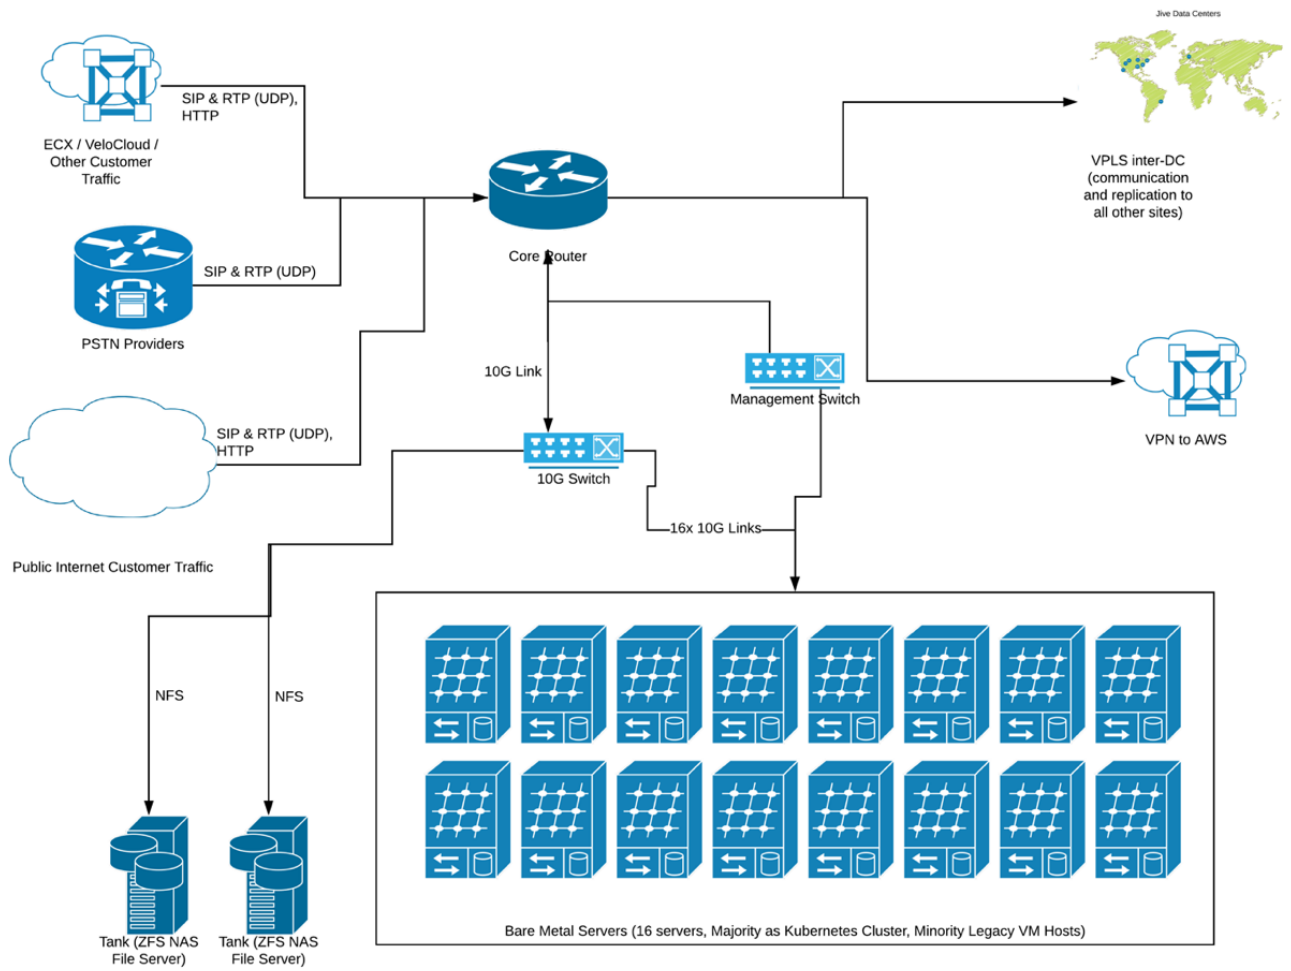 Jive Data Centers
SIP & RTP (UDP),
HTTP
ECX / VeloCloud /
Other Customer
Traffic
VPLS inter-DC
(communication
and replication to
all other sites)
Core Router
SIP & RTP (UDP)
PSTN Providers
10G Link
Management Switch
SIP & RTP (UDP),
HTTP
VPN to AWS
10G Switch
16x 10G Links
Public Internet Customer Traffic
NFS
NFS
Bare Metal Servers (16 servers, Majority as Kubernetes Cluster, Minority Legacy VM Hosts)
Tank (ZFS NAS
File Server)
Tank (ZFS NAS
File Server)